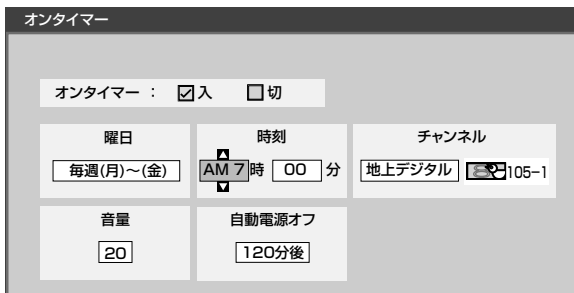 オンタイマー
オンタイマー : 入 切
曜日
毎週(月)～(金)
時刻
AM 7 時 00 分
チャンネル
地上デジタル 105-1
音量
20
自動電源オフ
120分後